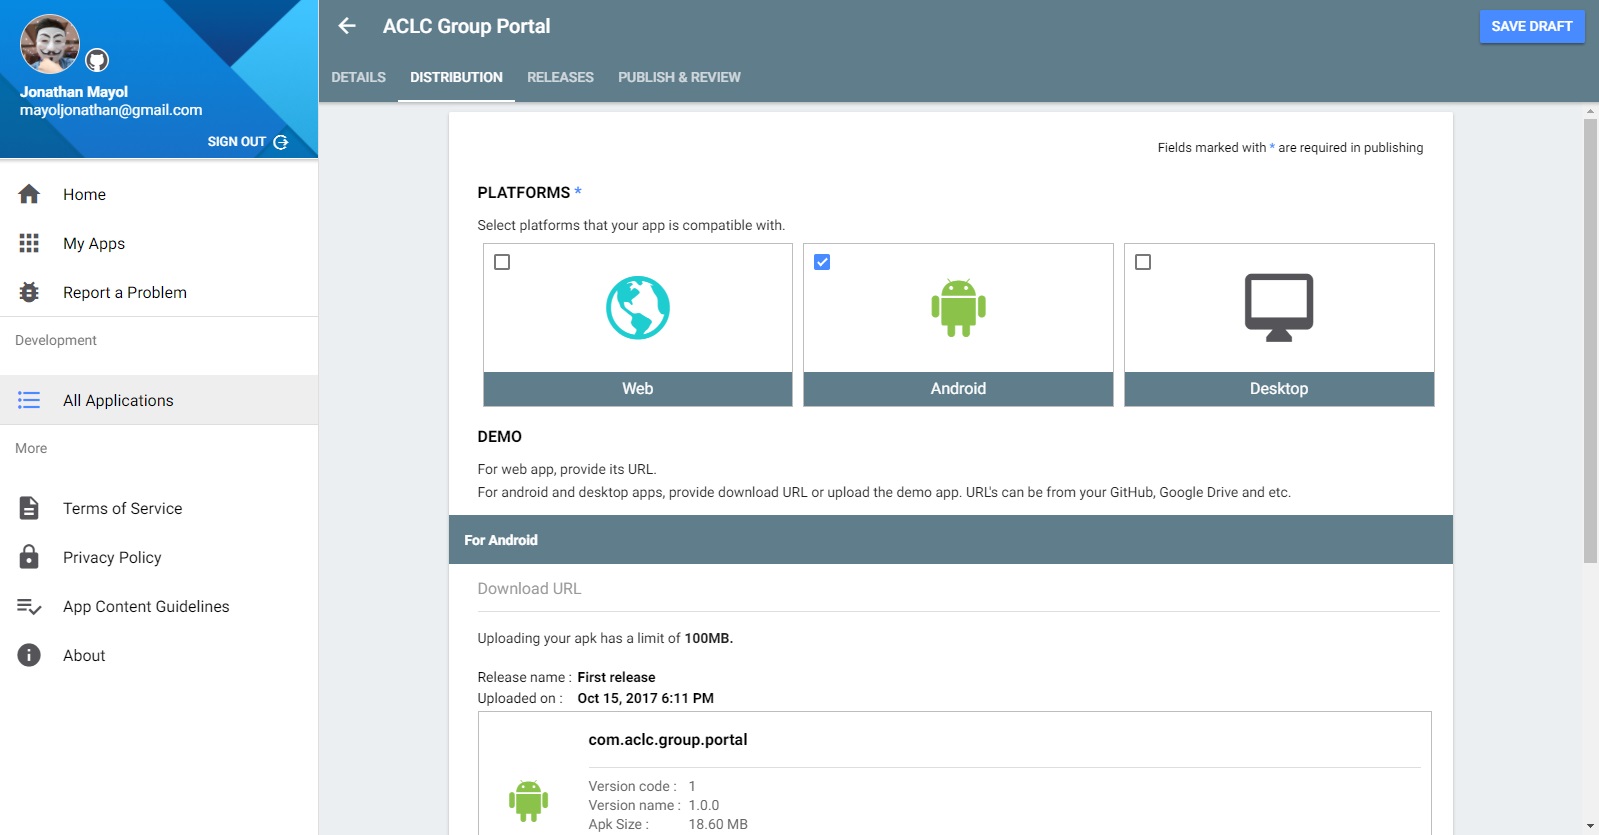 Jonathan Mayol
mayoljonathan@gmail.com
SIGN OUT
Home
My Apps
Report a Problem
Development
All Applications
More
Terms of Service
Privacy Policy
App Content Guidelines
About
ACLC Group Portal
SAVE DRAFT
DETAILS DISTRIBUTION RELEASES PUBLISH & REVIEW
Fields marked with * are required in publishing
PLATFORMS *
Select platforms that your app is compatible with.
Web Android Desktop
DEMO
For web app, provide its URL.
For android and desktop apps, provide download URL or upload the demo app. URL's can be from your GitHub, Google Drive and etc.
For Android
Download URL
Uploading your apk has a limit of 100MB.
Release name : First release
Uploaded on : Oct 15, 2017 6:11 PM
com.aclc.group.portal
Version code : 1
Version name : 1.0.0
Apk Size : 18.60 MB